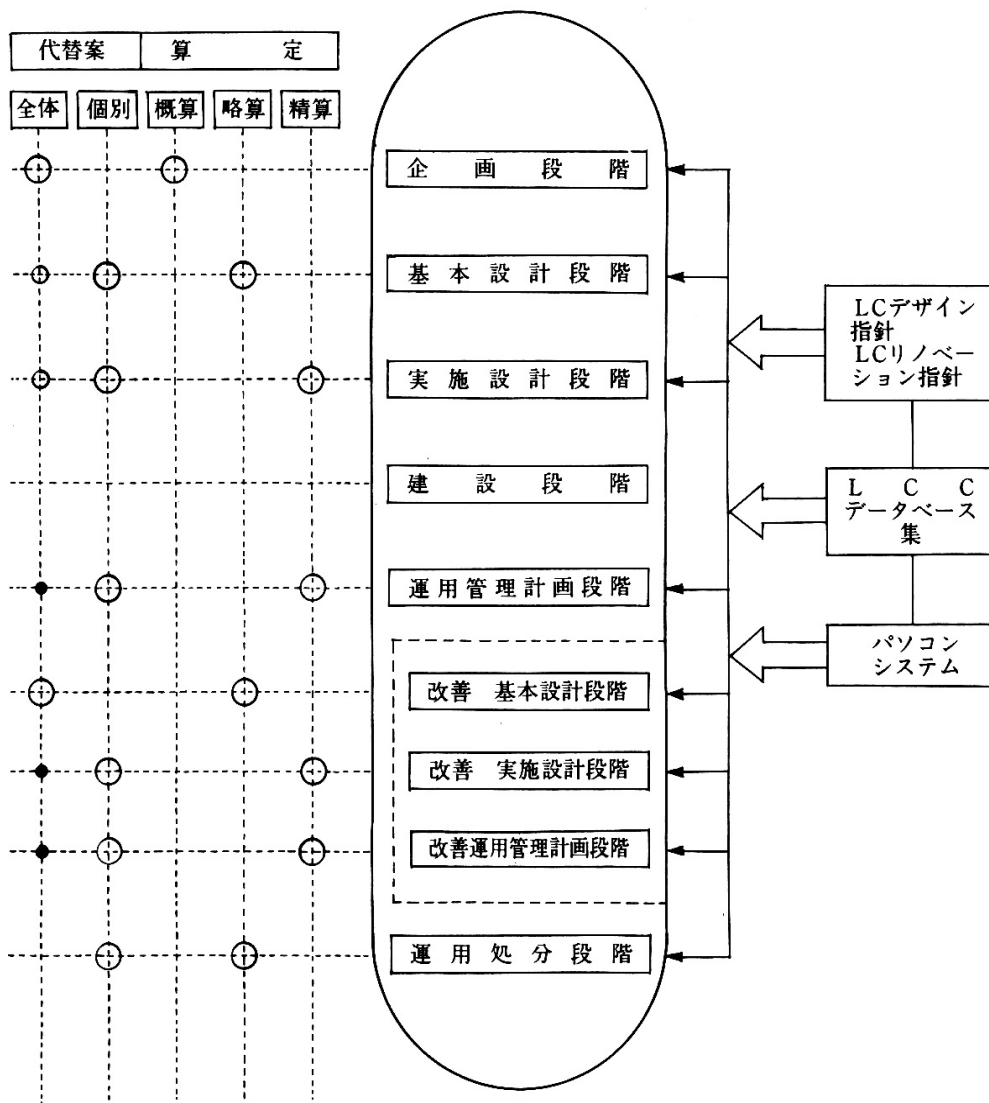 代替案 算定
全体 個別 概算 略算 精算
企画段階
基本設計段階
実施設計段階
建設段階
運用管理計画段階
改善 基本設計段階
改善 実施設計段階
改善運用管理計画段階
運用処分段階
LCデザイン
指針
LCリノベー
ション指針
LCC
データベース
集
パソコン
システム